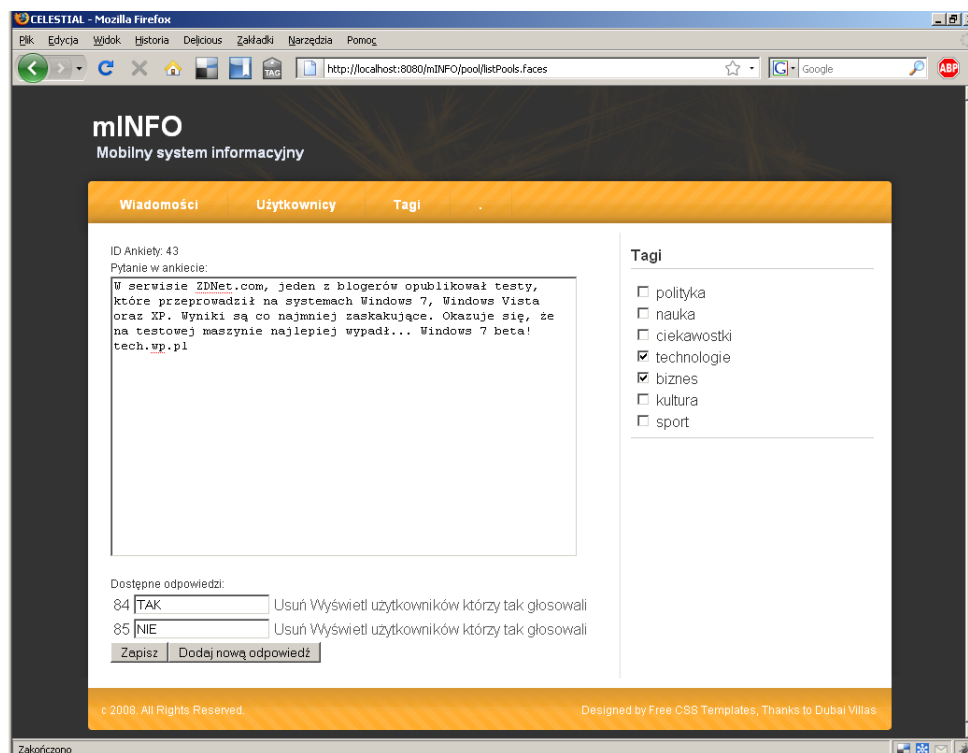 CELESTIAL - Mozilla Firefox
Plik Edycja Widok Historia Delicious Zakładki Narzędzia Pomoc
TAG http://localhost:8080/mINFO/pool/listPools.faces G Google ABP
mINFO
Mobilny system informacyjny
Wiadomości Użytkownicy Tagi .
ID Ankiety: 43
Pytanie w ankiecie:
W serwisie ZDNet.com, jeden z blogerów opublikował testy,
które przeprowadził na systemach Windows 7, Windows Vista
oraz XP. Wyniki są co najmniej zaskakujące. Okazuje się, że
na testowej maszynie najlepiej wypadł... Windows 7 beta!
tech.wp.pl
Dostępne odpowiedzi:
84 TAK Usuń Wyświetl użytkowników którzy tak głosowali
85 NIE Usuń Wyświetl użytkowników którzy tak głosowali
Zapisz Dodaj nową odpowiedź
Tagi
polityka
nauka
ciekawostki
technologie
biznes
kultura
sport
c 2008. All Rights Reserved. Designed by Free CSS Templates, Thanks to Dubai Villas
Zakończono